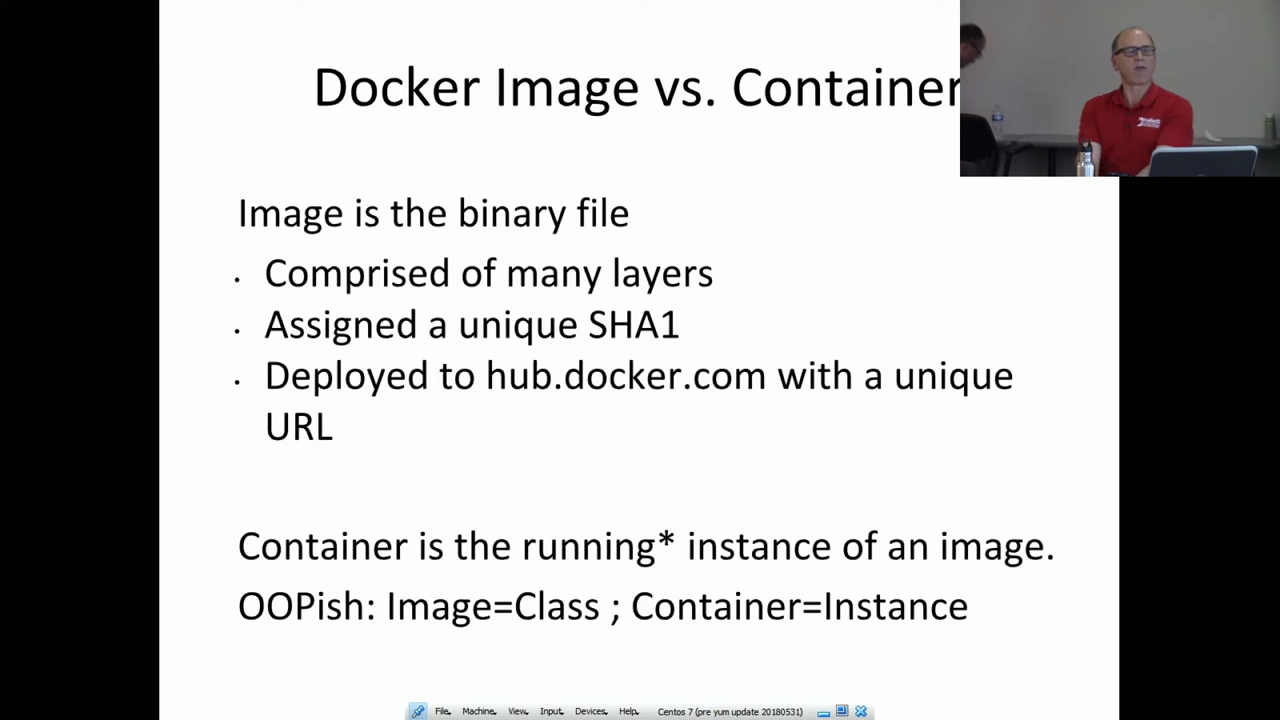 Docker Image vs. Container
Image is the binary file
• Comprised of many layers
• Assigned a unique SHA1
• Deployed to hub.docker.com with a unique
URL
Container is the running* instance of an image.
OOPish: Image=Class ; Container=Instance
File Machine View Input Devices Help Centos 7 (pre yum update 20180531)